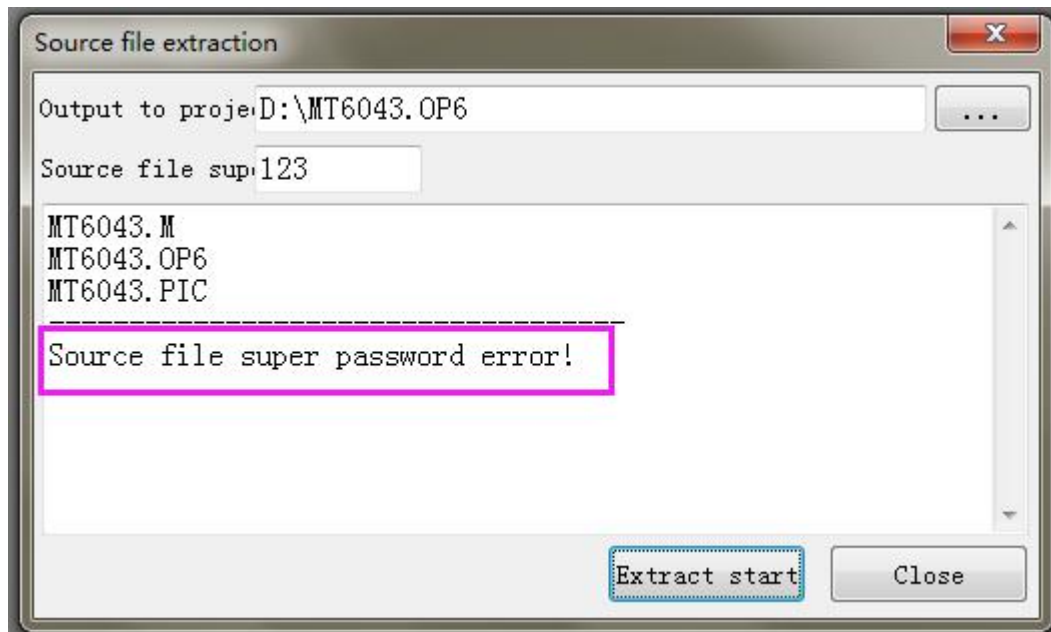 Source file extraction
Output to proje D:\MT6043.OP6 ...
Source file sup 123
MT6043.M
MT6043.OP6
MT6043.PIC
------------------------------------
Source file super password error!
Extract start Close